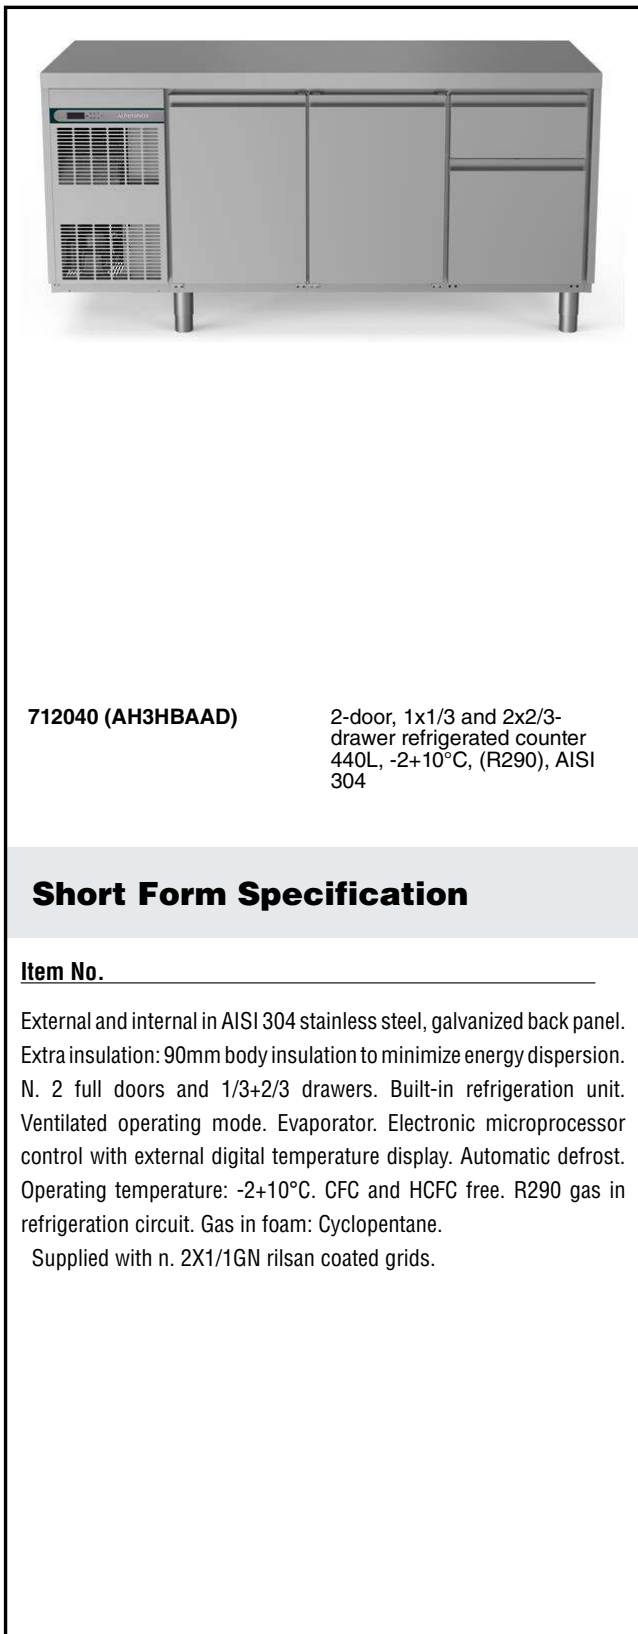 712040 (AH3HBAAD)
2-door, 1x1/3 and 2x2/3-
drawer refrigerated counter
440L, -2+10°C, (R290), AISI
304
Short Form Specification
Item No.
External and internal in AISI 304 stainless steel, galvanized back panel.
Extra insulation: 90mm body insulation to minimize energy dispersion.
N. 2 full doors and 1/3+2/3 drawers. Built-in refrigeration unit.
Ventilated operating mode. Evaporator. Electronic microprocessor
control with external digital temperature display. Automatic defrost.
Operating temperature: -2+10°C. CFC and HCFC free. R290 gas in
refrigeration circuit. Gas in foam: Cyclopentane.
Supplied with n. 2X1/1GN rilsan coated grids.